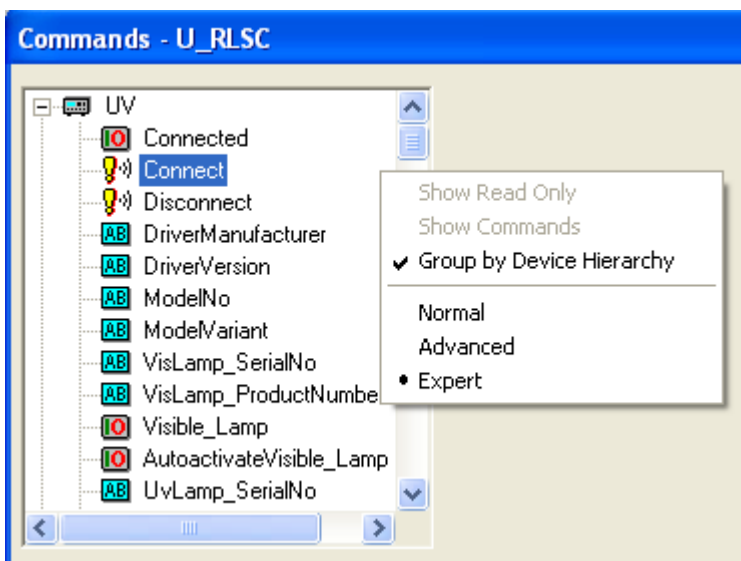 Commands - U_RLSC
UV
Connected
Connect
Disconnect
DriverManufacturer
DriverVersion
ModelNo
ModelVariant
VisLamp_SerialNo
VisLamp_ProductNumbe
Visible_Lamp
AutoactivateVisible_Lamp
UvLamp_SerialNo
Show Read Only
Show Commands
Group by Device Hierarchy
Normal
Advanced
Expert